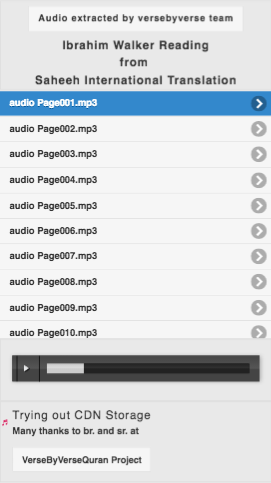 Audio extracted by versebyverse team
Ibrahim Walker Reading
from
Saheeh International Translation
audio Page001.mp3
audio Page002.mp3
audio Page003.mp3
audio Page004.mp3
audio Page005.mp3
audio Page006.mp3
audio Page007.mp3
audio Page008.mp3
audio Page009.mp3
audio Page010.mp3
Trying out CDN Storage
Many thanks to br. and sr. at
VerseByVerseQuran Project